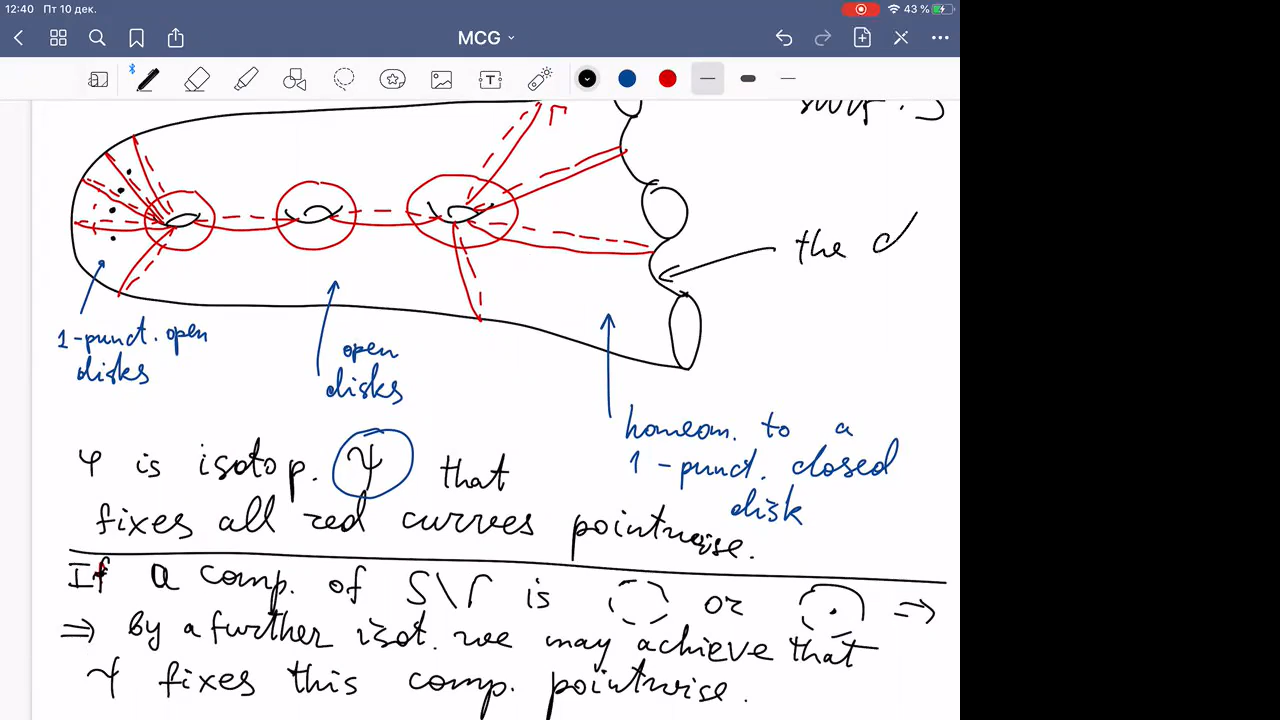 12:40 Пт 10 дек.
43 %
MCG
T
Γ
the
1-punct. open
disks
open
disks
homeom. to a
1-punct. closed
disk
φ is isotop. ψ that
fixes all red curves pointwise.
If a comp. of S\Γ is or ⇒
⇒ By a further isot. we may achieve that
ψ fixes this comp. pointwise.